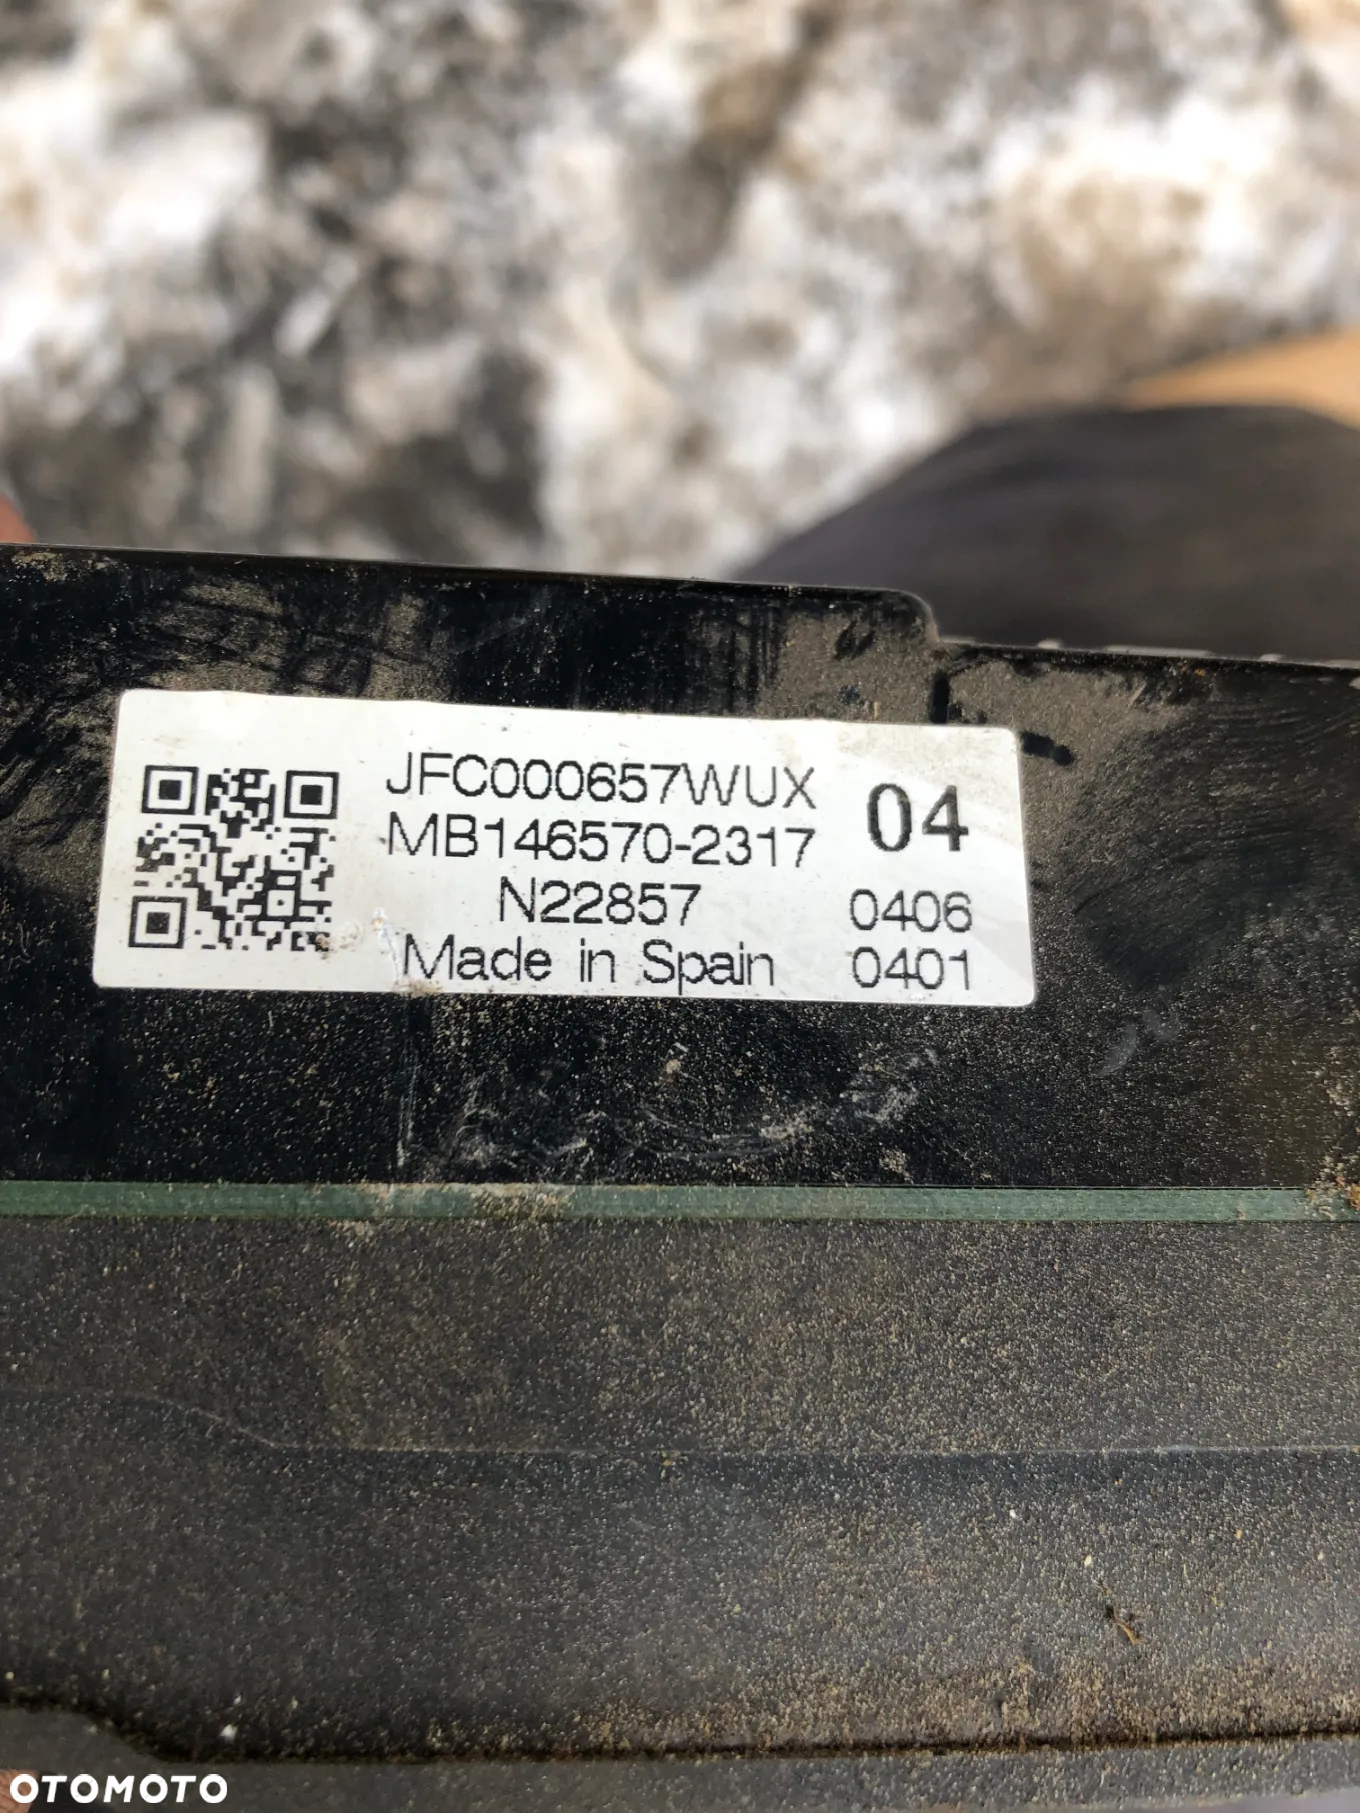 JFC000657WUX 04
MB146570-2317
N22857 0406
Made in Spain 0401
OTOMOTO